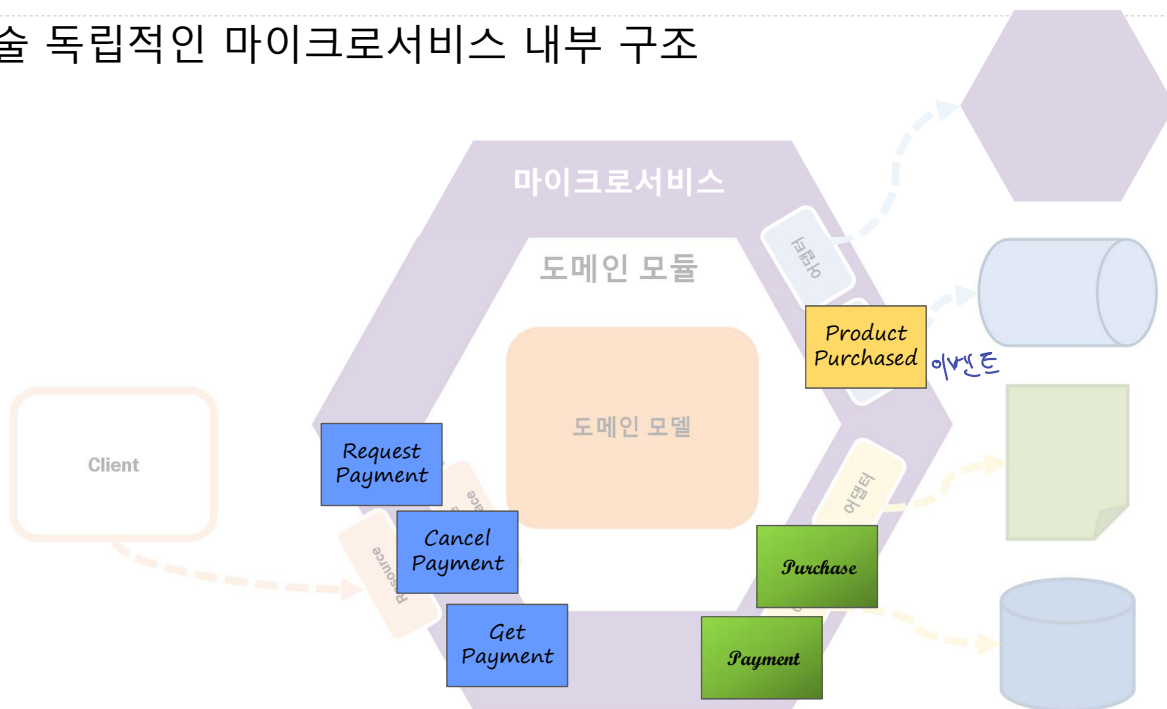 술 독립적인 마이크로서비스 내부 구조
마이크로서비스
어댑터
도메인 모듈
Product
Purchased
이벤트
도메인 모델
Client
Request
Payment
어댑터
Cancel
Payment
Resource
Purchase
Get
Payment
Payment